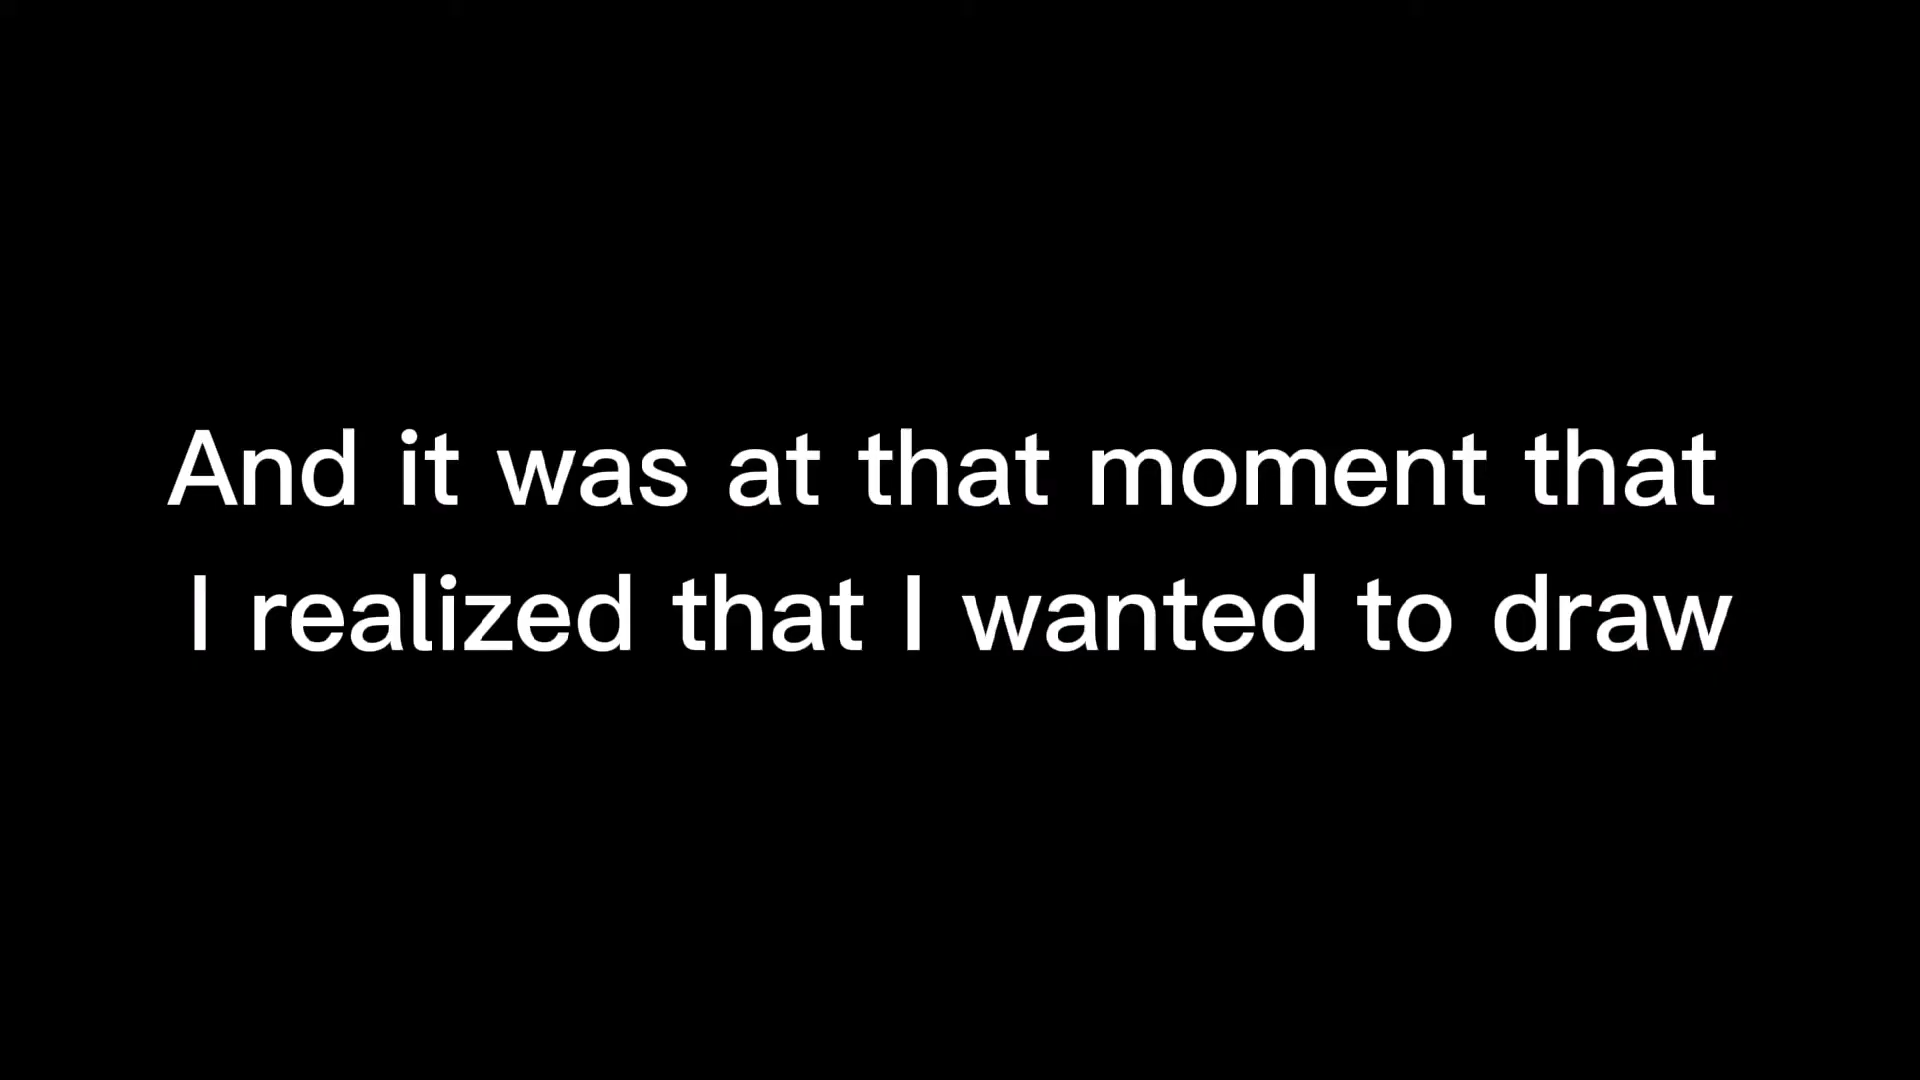 And it was at that moment that
I realized that I wanted to draw